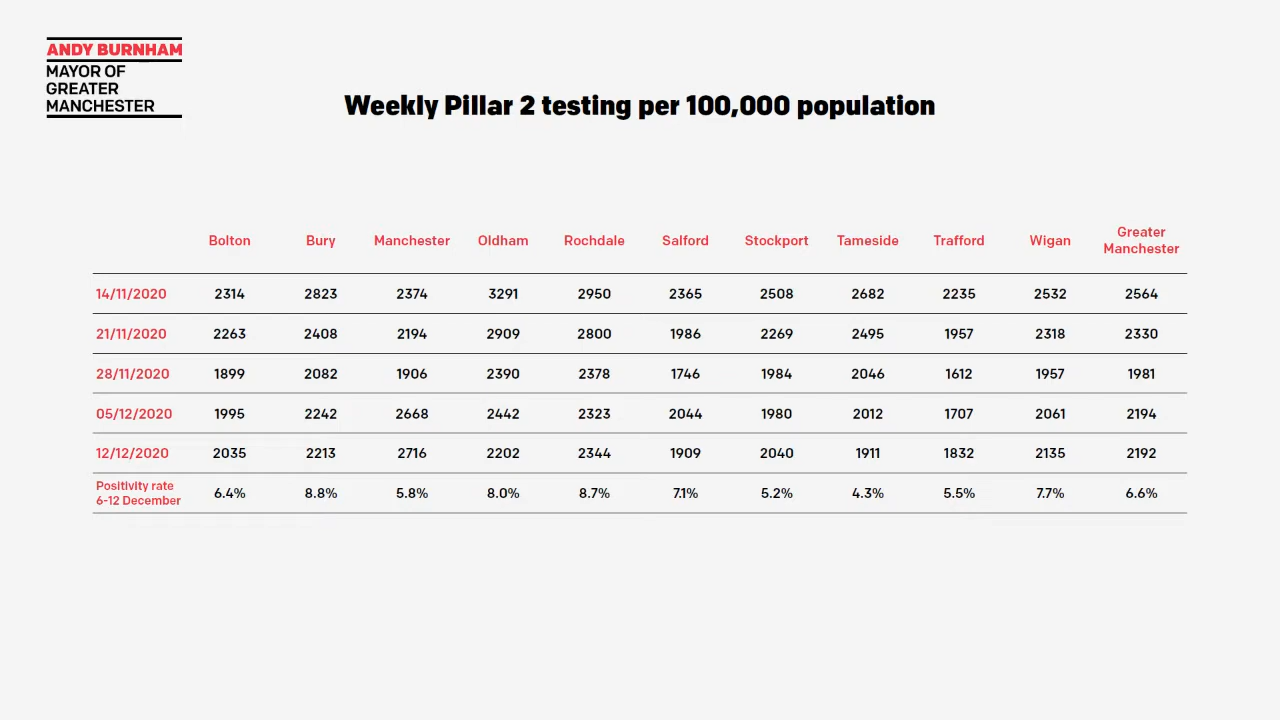 ANDY BURNHAM
MAYOR OF
GREATER
MANCHESTER
Weekly Pillar 2 testing per 100,000 population
Bolton Bury Manchester Oldham Rochdale Salford Stockport Tameside Trafford Wigan Greater Manchester
14/11/2020 2314 2823 2374 3291 2950 2365 2508 2682 2235 2532 2564
21/11/2020 2263 2408 2194 2909 2800 1986 2269 2495 1957 2318 2330
28/11/2020 1899 2082 1906 2390 2378 1746 1984 2046 1612 1957 1981
05/12/2020 1995 2242 2668 2442 2323 2044 1980 2012 1707 2061 2194
12/12/2020 2035 2213 2716 2202 2344 1909 2040 1911 1832 2135 2192
Positivity rate
6-12 December 6.4% 8.8% 5.8% 8.0% 8.7% 7.1% 5.2% 4.3% 5.5% 7.7% 6.6%